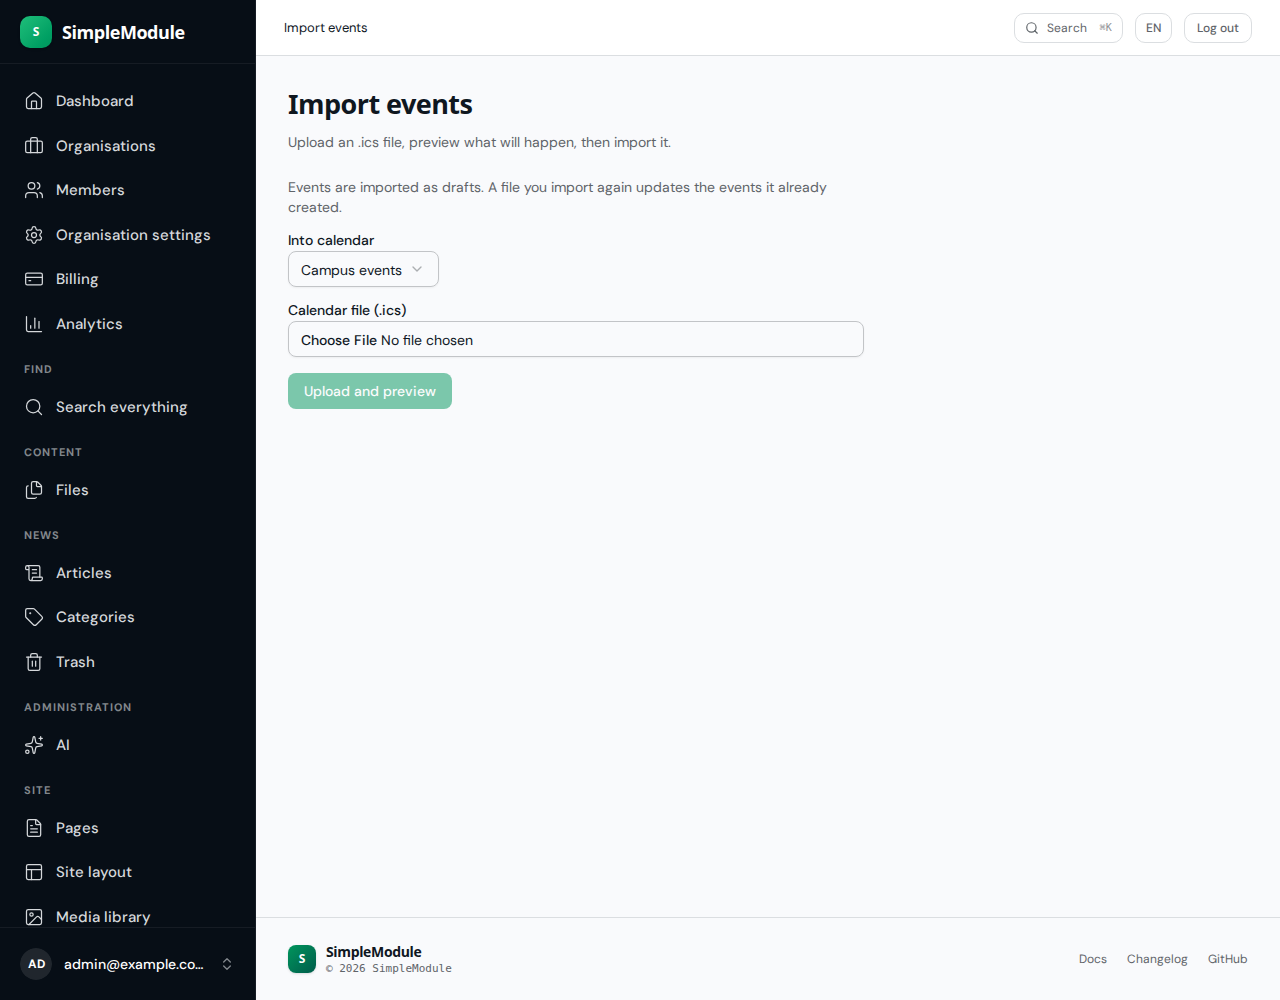 S
SimpleModule
Dashboard
Organisations
Members
Organisation settings
Billing
Analytics
FIND
Search everything
CONTENT
Files
NEWS
Articles
Categories
Trash
ADMINISTRATION
AI
SITE
Pages
Site layout
Media library
AD
admin@example.co...
Import events
Search ⌘K
EN
Log out
Import events
Upload an .ics file, preview what will happen, then import it.
Events are imported as drafts. A file you import again updates the events it already
created.
Into calendar
Campus events
Calendar file (.ics)
Choose File No file chosen
Upload and preview
S
SimpleModule
© 2026 SimpleModule
Docs
Changelog
GitHub